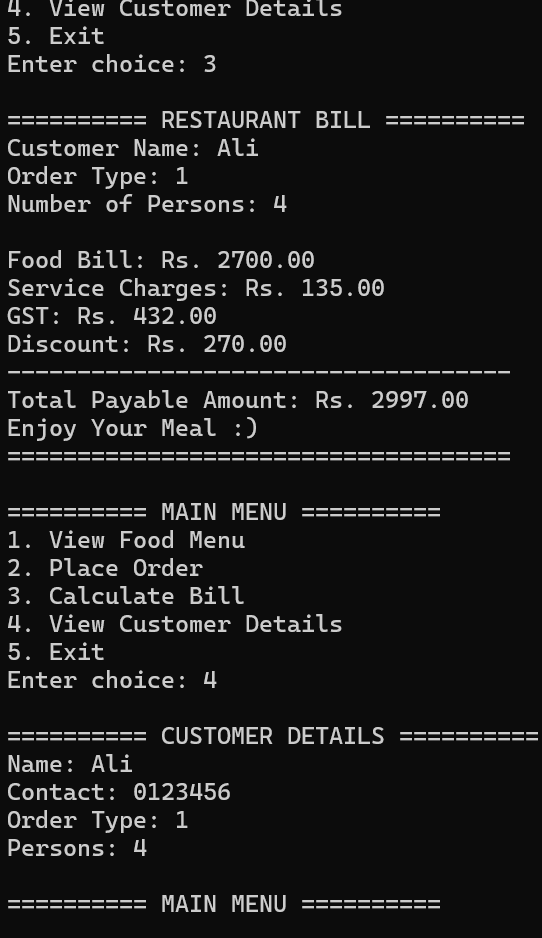 4. View Customer Details
5. Exit
Enter choice: 3
========== RESTAURANT BILL ==========
Customer Name: Ali
Order Type: 1
Number of Persons: 4
Food Bill: Rs. 2700.00
Service Charges: Rs. 135.00
GST: Rs. 432.00
Discount: Rs. 270.00
------------------------------------
Total Payable Amount: Rs. 2997.00
Enjoy Your Meal :)
====================================
========== MAIN MENU ==========
1. View Food Menu
2. Place Order
3. Calculate Bill
4. View Customer Details
5. Exit
Enter choice: 4
========== CUSTOMER DETAILS ==========
Name: Ali
Contact: 0123456
Order Type: 1
Persons: 4
========== MAIN MENU ==========